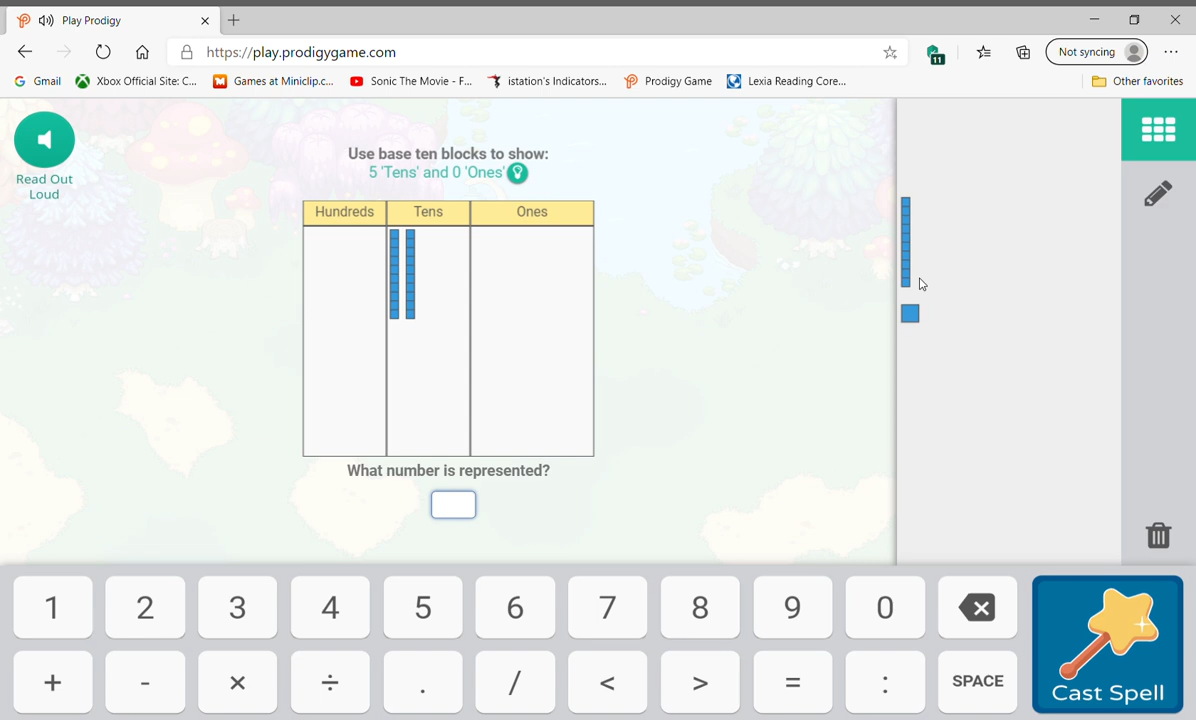 Play Prodigy
https://play.prodigygame.com
11
Not syncing
Gmail
Xbox Official Site: C...
Games at Miniclip.c...
Sonic The Movie - F...
istation's Indicators...
Prodigy Game
Lexia Reading Core...
Other favorites
Read Out
Loud
Use base ten blocks to show:
5 'Tens' and 0 'Ones'
Hundreds Tens Ones
What number is represented?
1 2 3 4 5 6 7 8 9 0
+ - × ÷ . / < > = : SPACE
Cast Spell